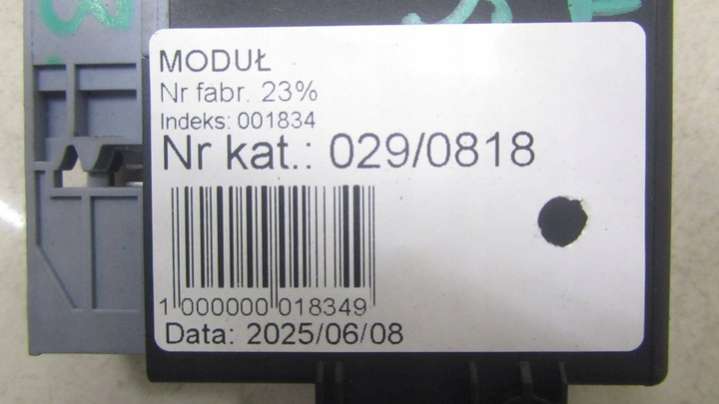 MODUŁ
Nr fabr. 23%
Indeks: 001834
Nr kat.: 029/0818
1 000000 018349
Data: 2025/06/08